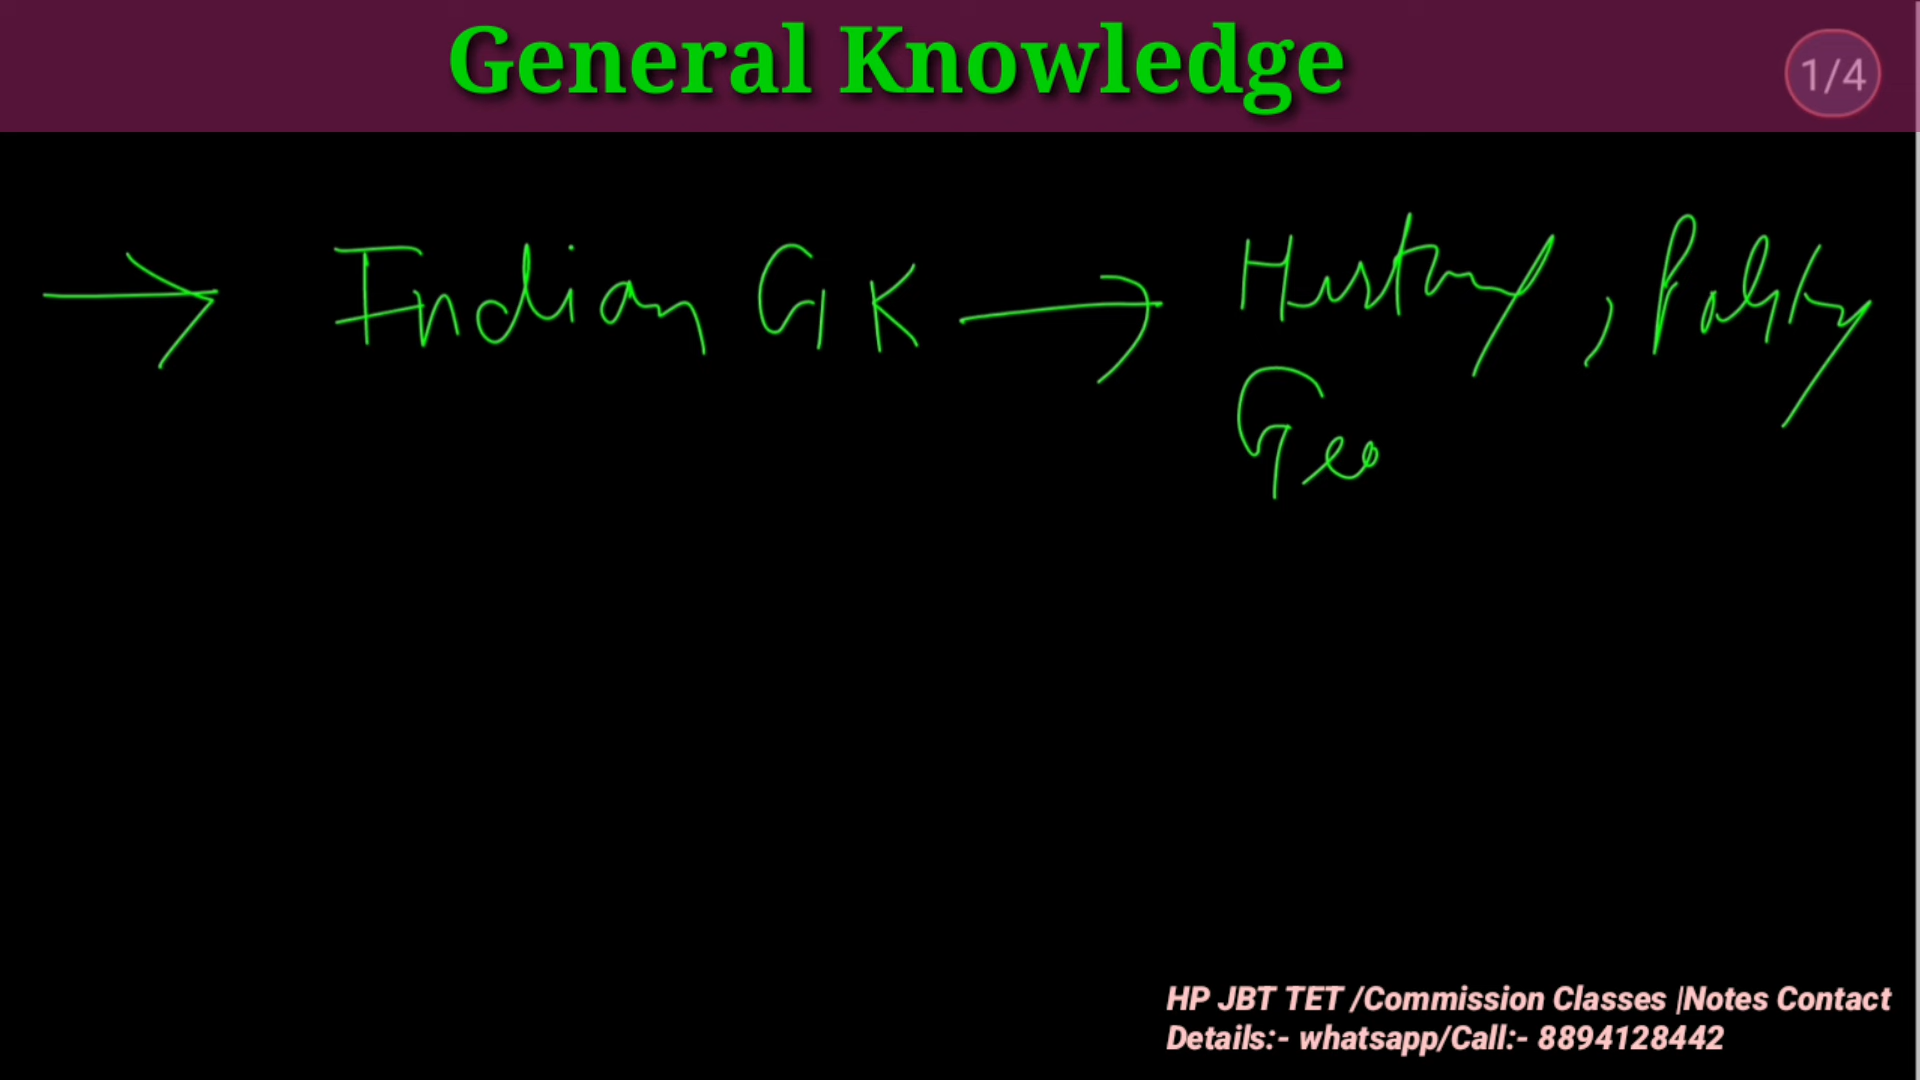 General Knowledge
1/4
→ Indian GK → History, Polity
Geo
HP JBT TET /Commission Classes |Notes Contact
Details:- whatsapp/Call:- 8894128442